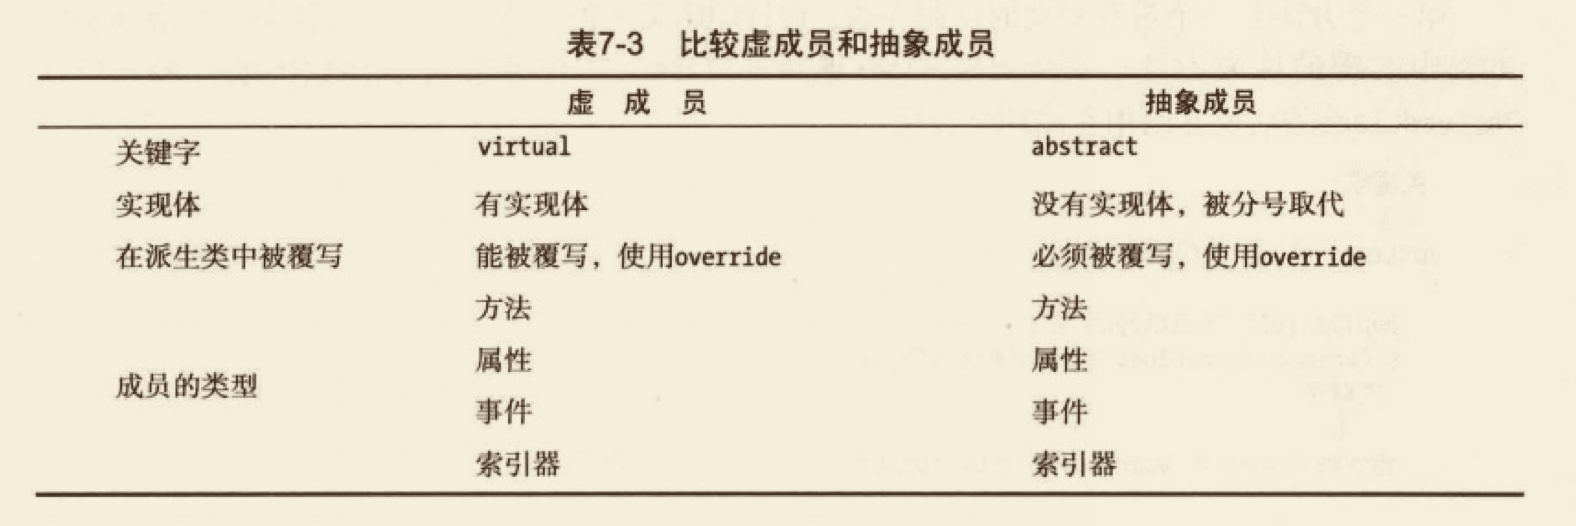 表7-3 比较虚成员和抽象成员
虚 成 员 抽象成员
关键字 virtual abstract
实现体 有实现体 没有实现体，被分号取代
在派生类中被覆写 能被覆写，使用override 必须被覆写，使用override
方法 方法
属性 属性
成员的类型
事件 事件
索引器 索引器